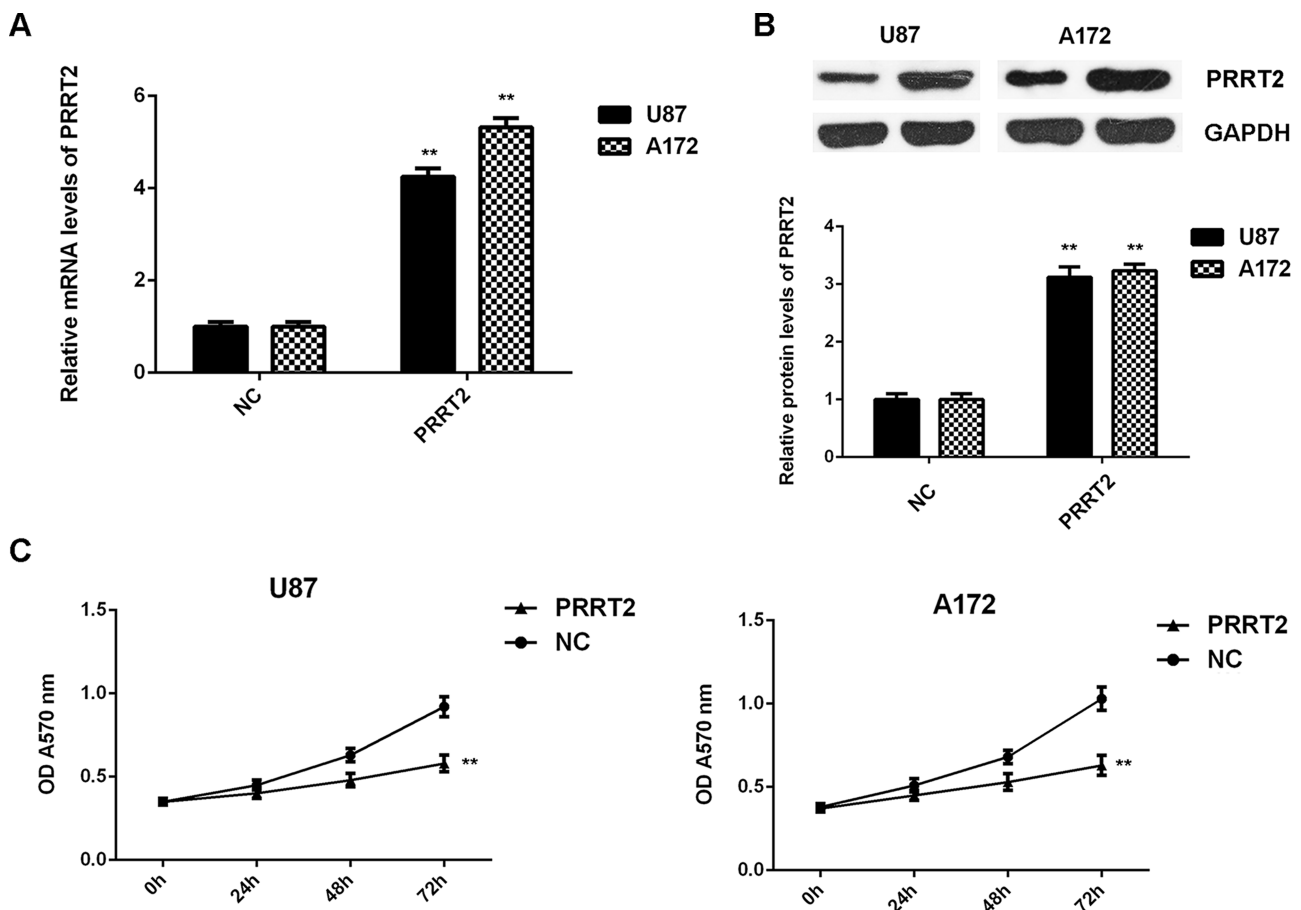 A
Relative mRNA levels of PRRT2
6
4
2
0
**
**
NC
PRRT2
U87
A172
B
U87
A172
PRRT2
GAPDH
Relative protein levels of PRRT2
4
3
2
1
0
**
**
NC
PRRT2
U87
A172
C
U87
OD A570 nm
1.5
1.0
0.5
0.0
**
0h
24h
48h
72h
PRRT2
NC
A172
OD A570 nm
1.5
1.0
0.5
0.0
**
0h
24h
48h
72h
PRRT2
NC